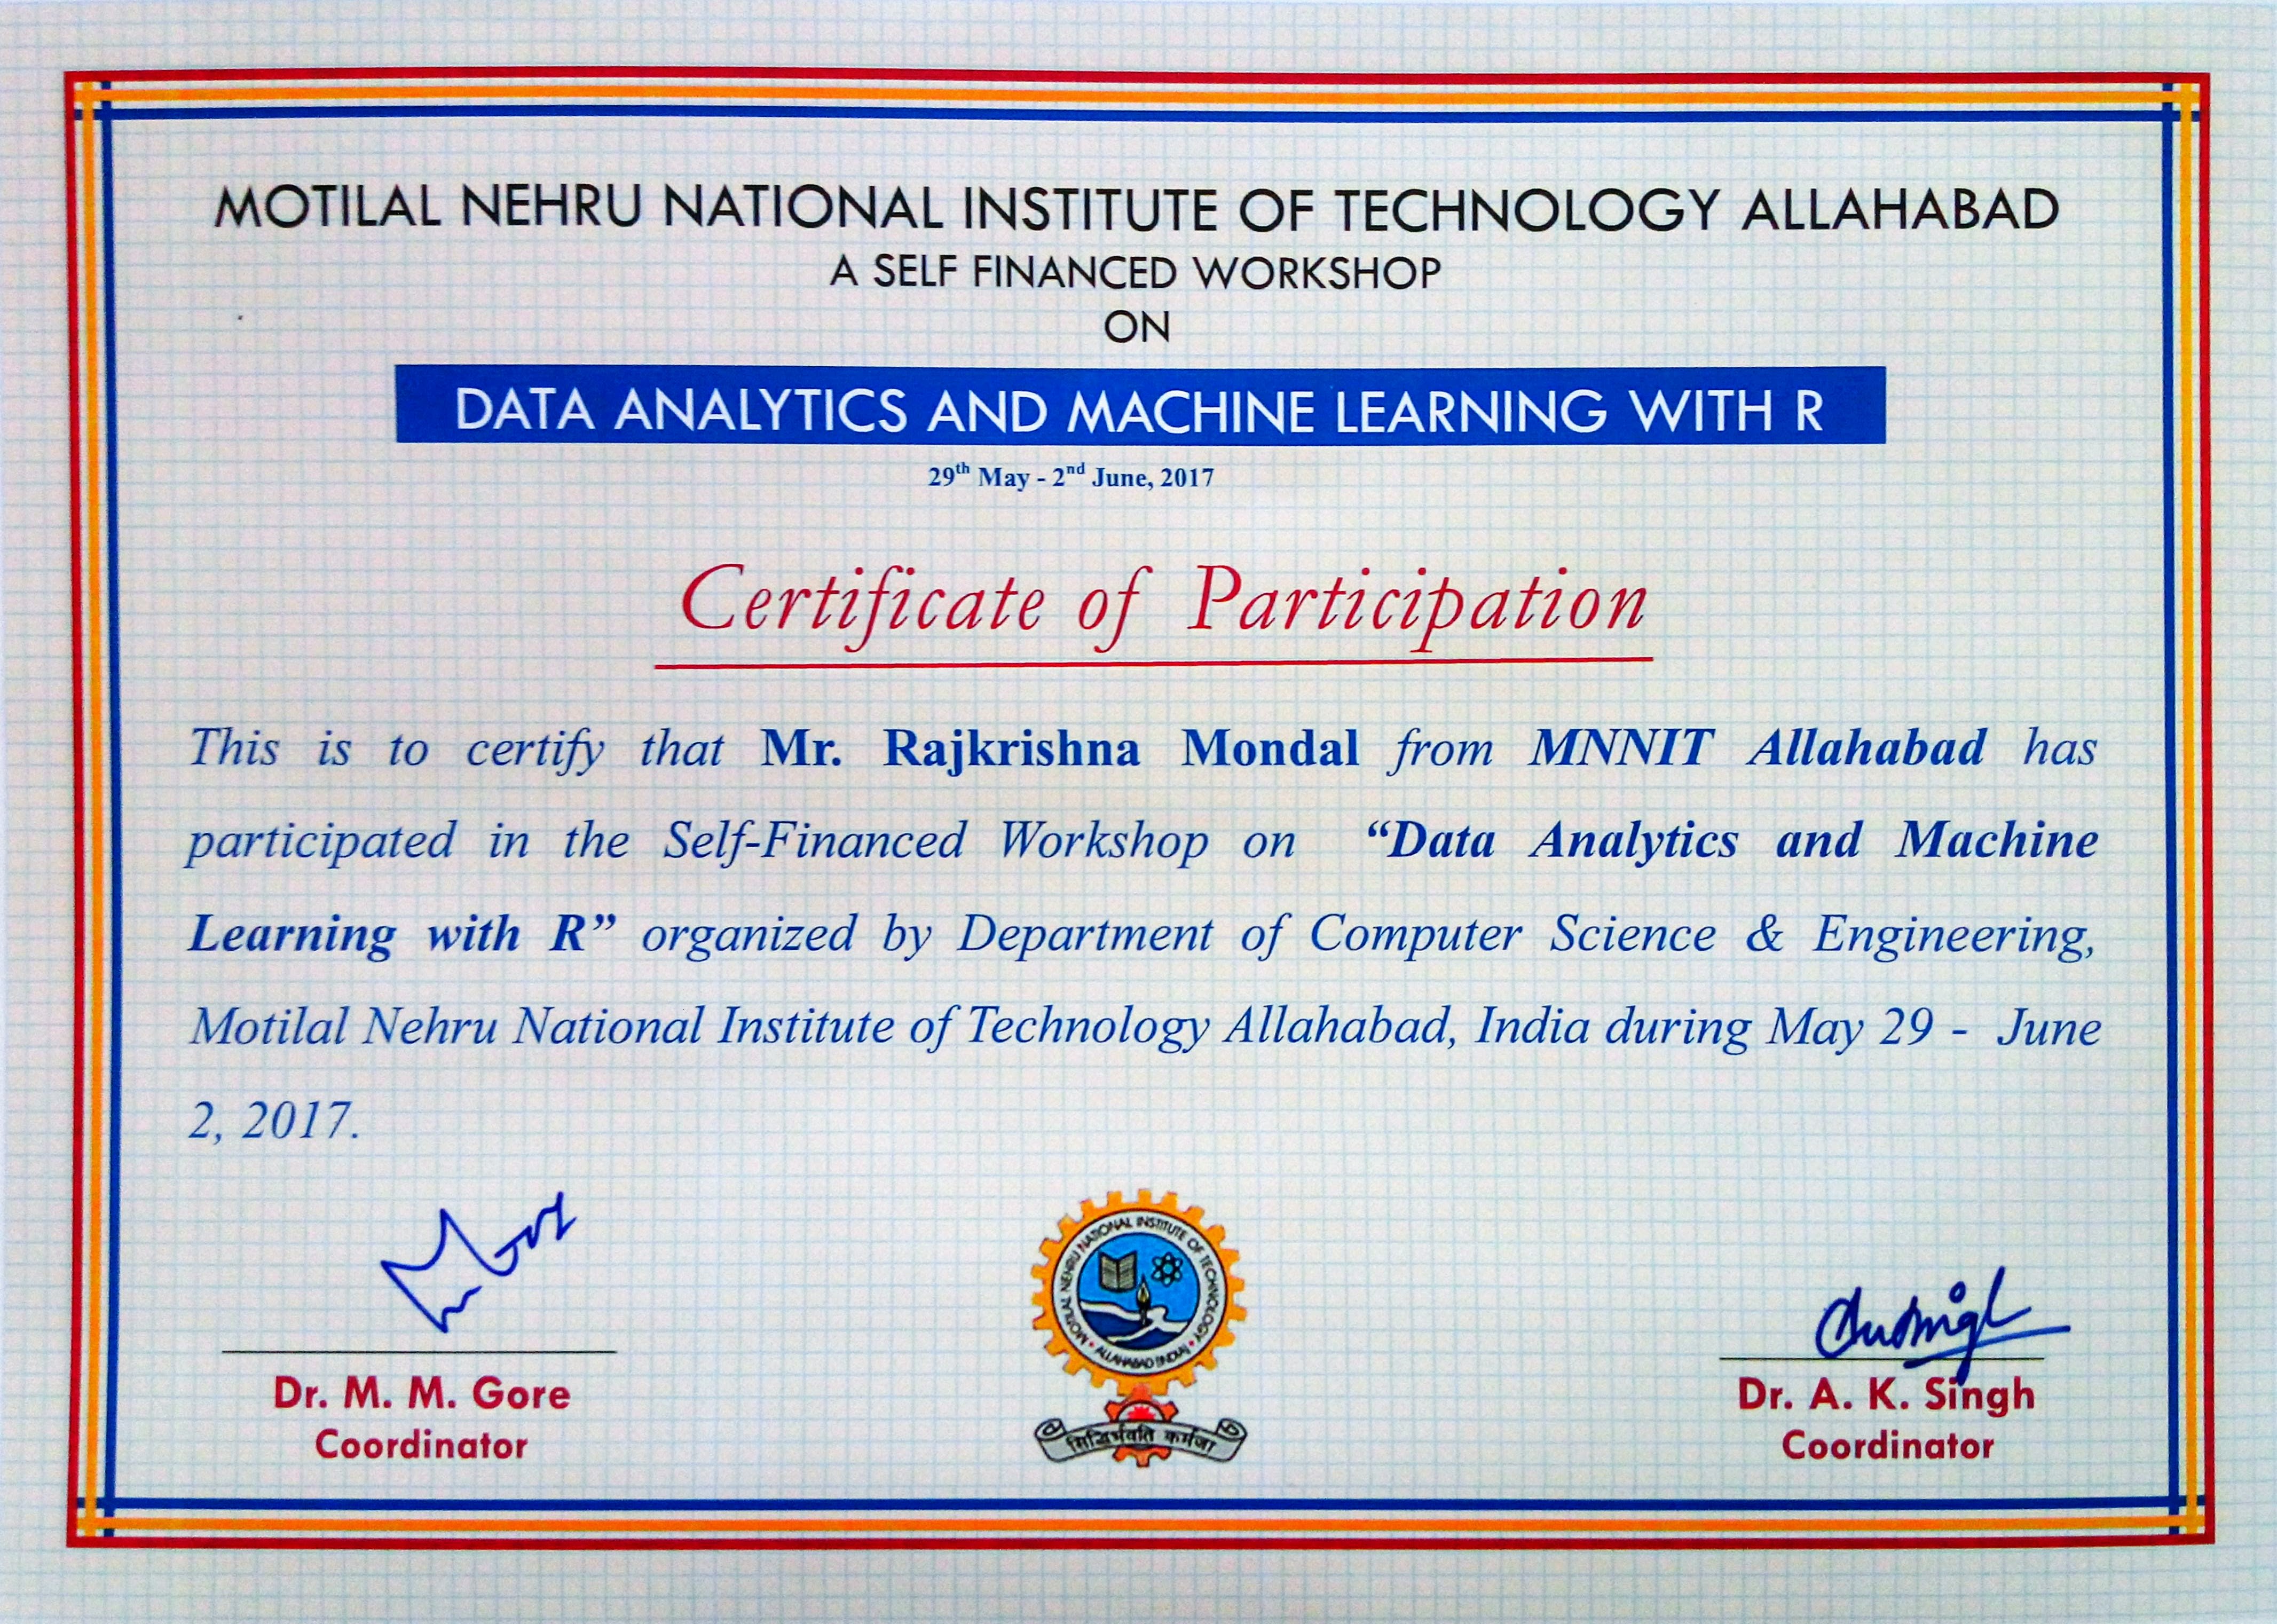 MOTILAL NEHRU NATIONAL INSTITUTE OF TECHNOLOGY ALLAHABAD
A SELF FINANCED WORKSHOP
ON
DATA ANALYTICS AND MACHINE LEARNING WITH R
29th May - 2nd June, 2017
Certificate of Participation
This is to certify that Mr. Rajkrishna Mondal from MNNIT Allahabad has
participated in the Self-Financed Workshop on “Data Analytics and Machine
Learning with R” organized by Department of Computer Science & Engineering,
Motilal Nehru National Institute of Technology Allahabad, India during May 29 - June
2, 2017.
MOTILAL NEHRU NATIONAL INSTITUTE OF TECHNOLOGY
ALLAHABAD (INDIA)
सिद्धिर्भवति कर्मजा
Dr. M. M. Gore
Coordinator
Dr. A. K. Singh
Coordinator